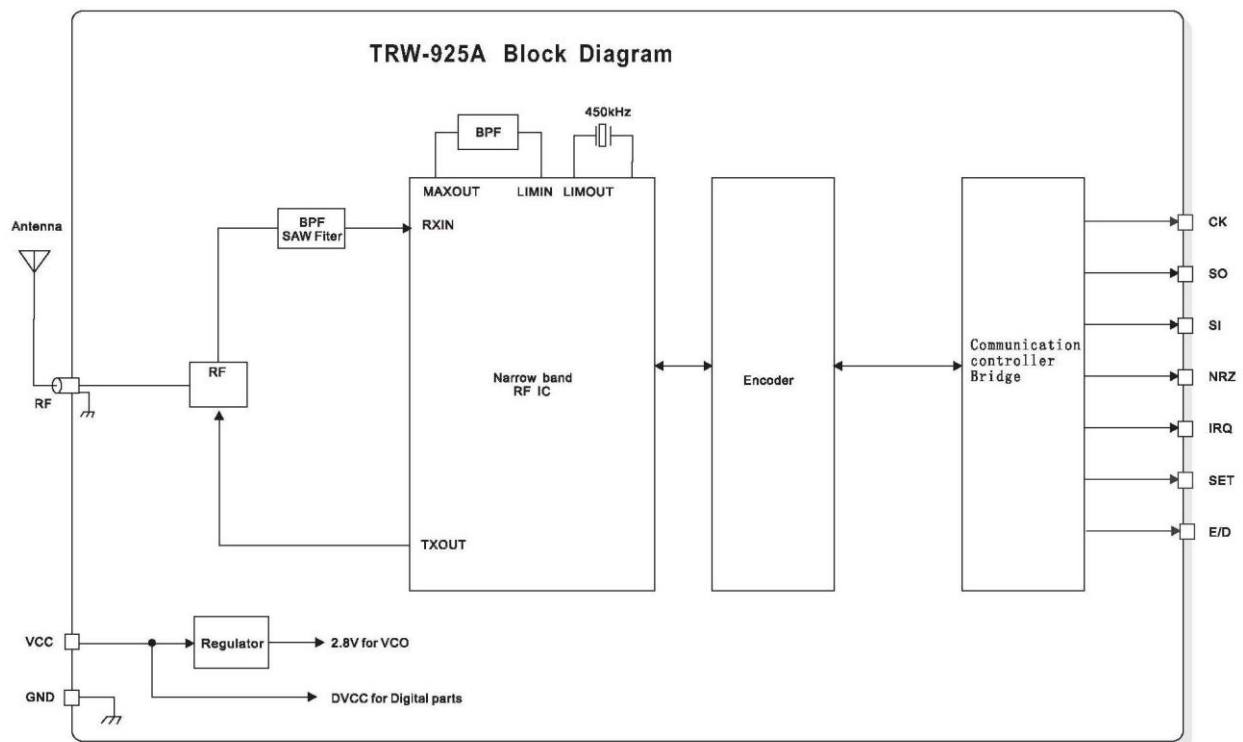 TRW-925A Block Diagram
450kHz
BPF
MAXOUT
LIMIN
LIMOUT
BPF
SAW Fiter
RXIN
Antenna
CK
SO
SI
Communication
controller
Bridge
RF
Narrow band
RF IC
Encoder
NRZ
RF
IRQ
SET
TXOUT
E/D
VCC
Regulator
2.8V for VCO
GND
DVCC for Digital parts